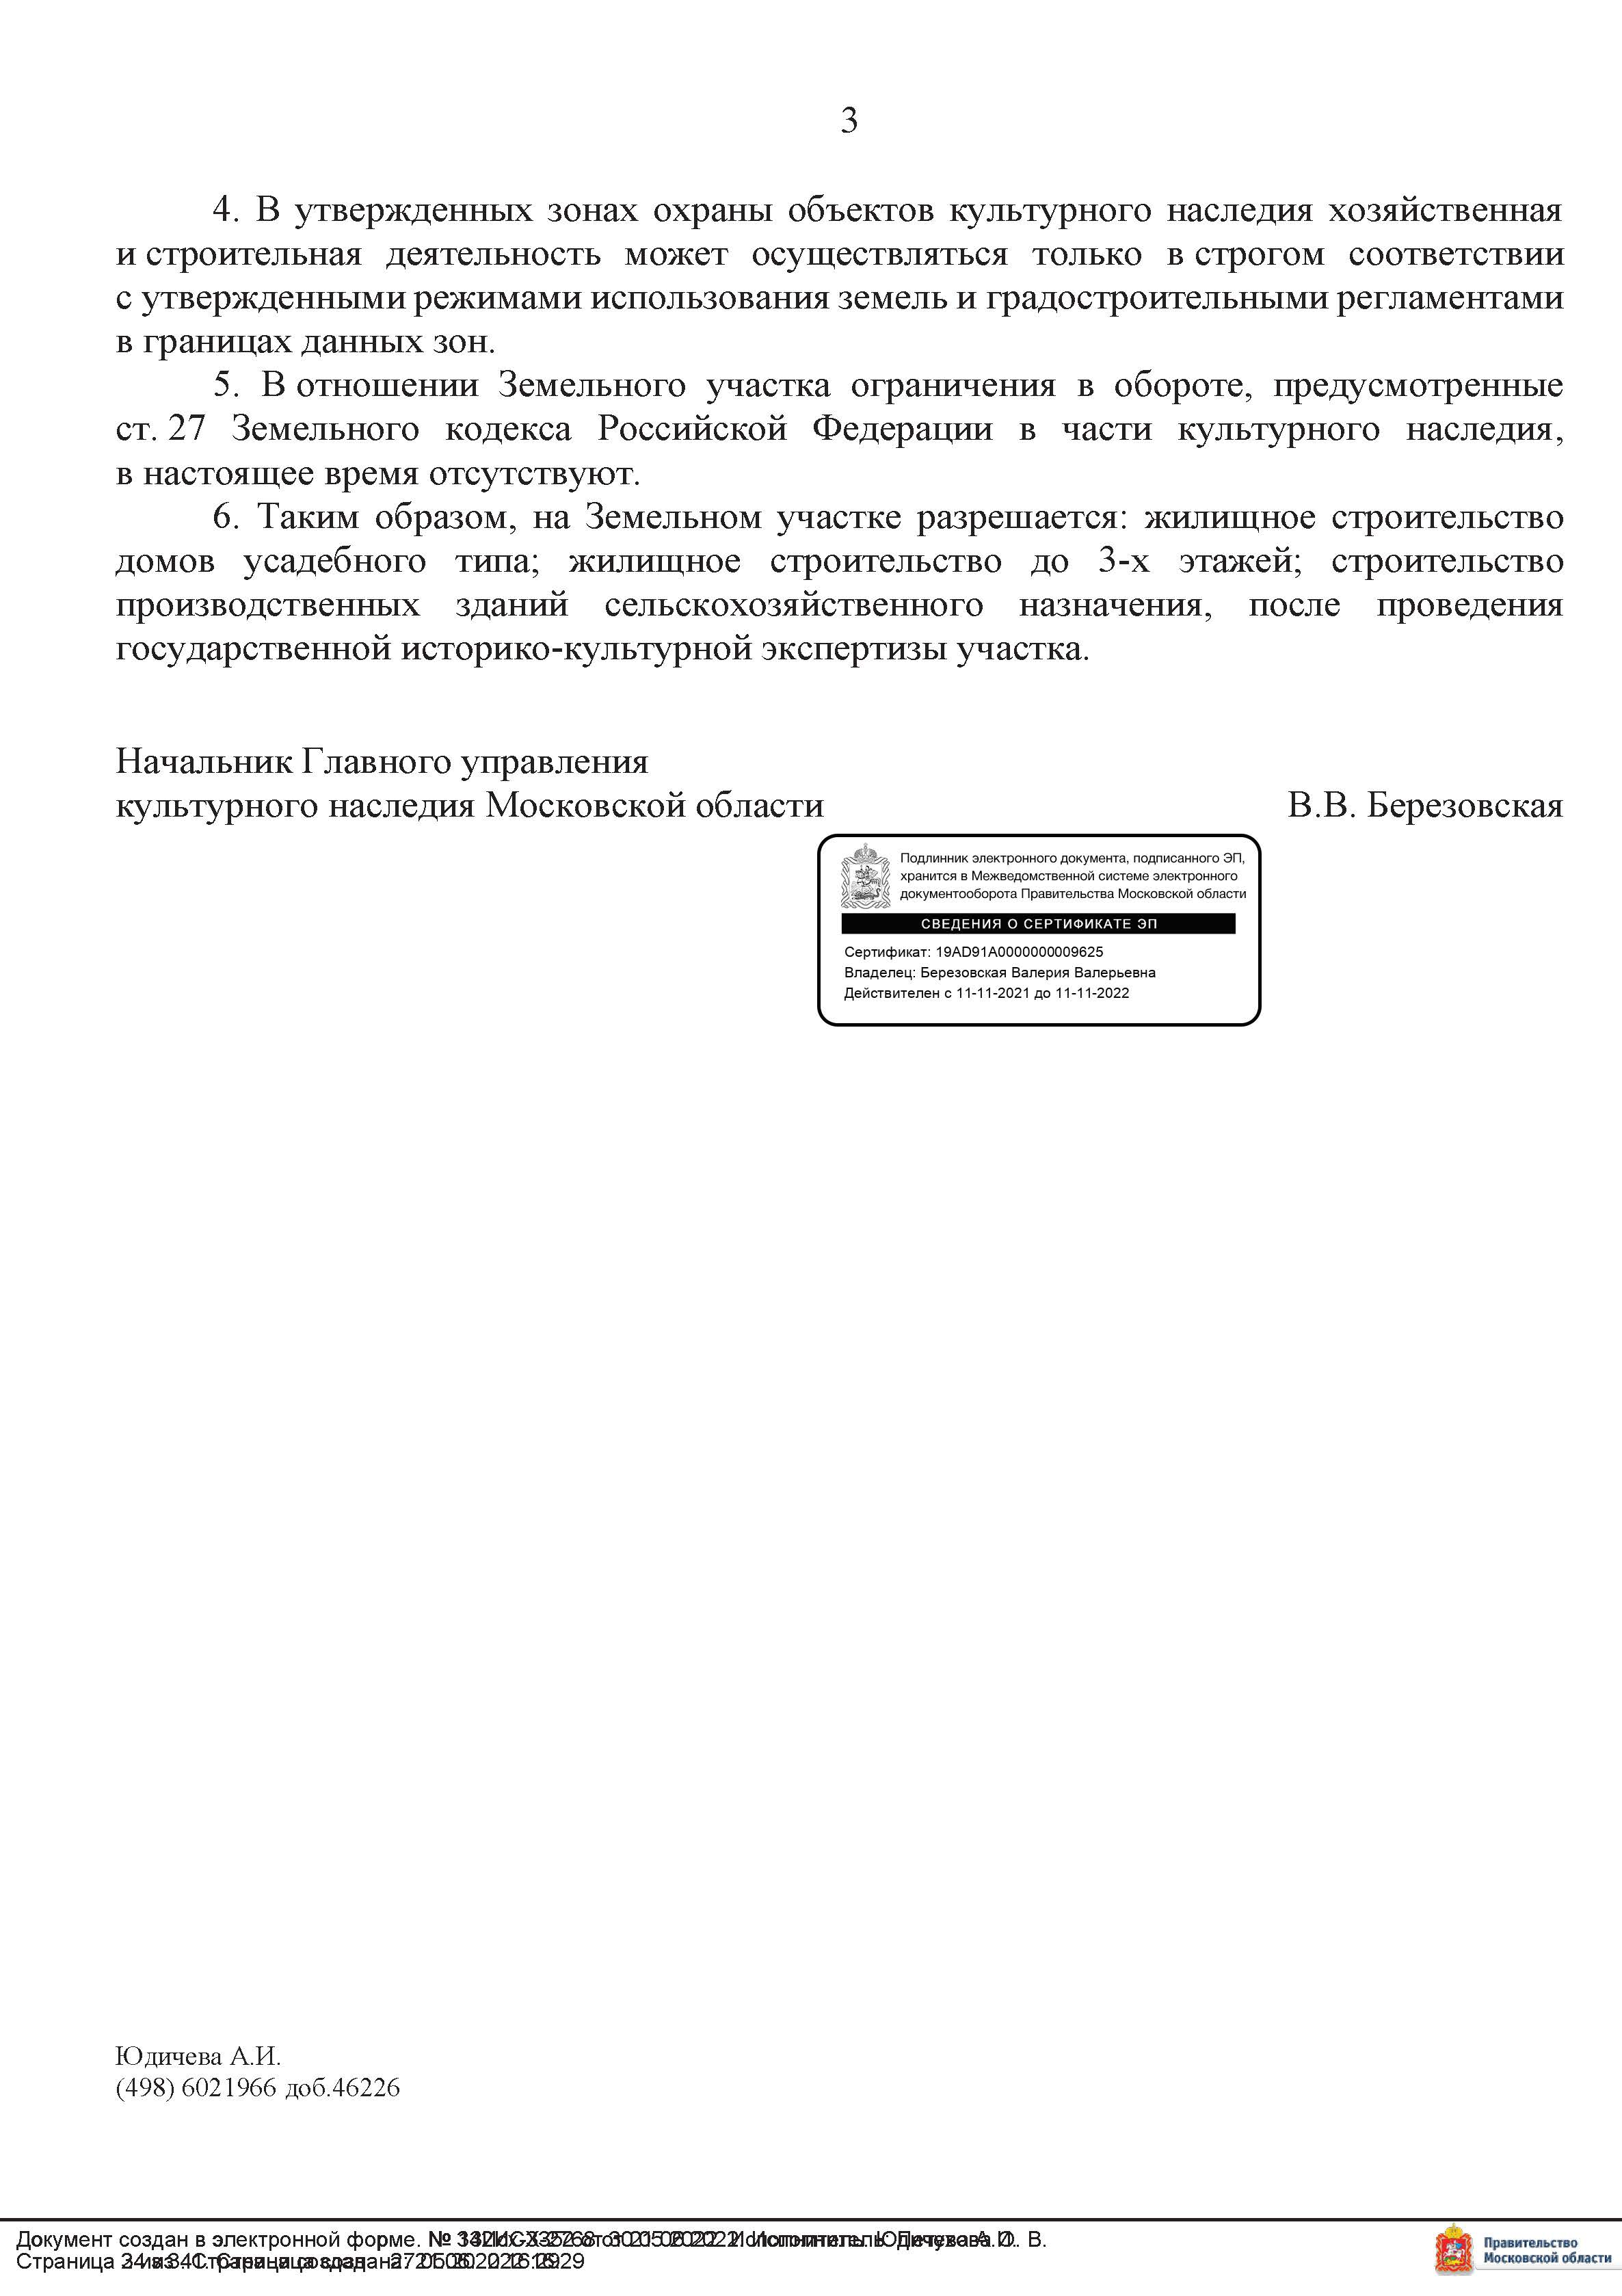 3
4. В утвержденных зонах охраны объектов культурного наследия хозяйственная
и строительная деятельность может осуществляться только в строгом соответствии
с утвержденными режимами использования земель и градостроительными регламентами
в границах данных зон.
5. В отношении Земельного участка ограничения в обороте, предусмотренные
ст. 27 Земельного кодекса Российской Федерации в части культурного наследия,
в настоящее время отсутствуют.
6. Таким образом, на Земельном участке разрешается: жилищное строительство
домов усадебного типа; жилищное строительство до 3-х этажей; строительство
производственных зданий сельскохозяйственного назначения, после проведения
государственной историко-культурной экспертизы участка.
Начальник Главного управления
культурного наследия Московской области В.В. Березовская
Подлинник электронного документа, подписанного ЭП,
хранится в Межведомственной системе электронного
документооборота Правительства Московской области
СВЕДЕНИЯ О СЕРТИФИКАТЕ ЭП
Сертификат: 19AD91A0000000009625
Владелец: Березовская Валерия Валерьевна
Действителен с 11-11-2021 до 11-11-2022
Юдичева А.И.
(498) 6021966 доб.46226
Документ создан в электронной форме. №
Страница
Правительство
Московской области